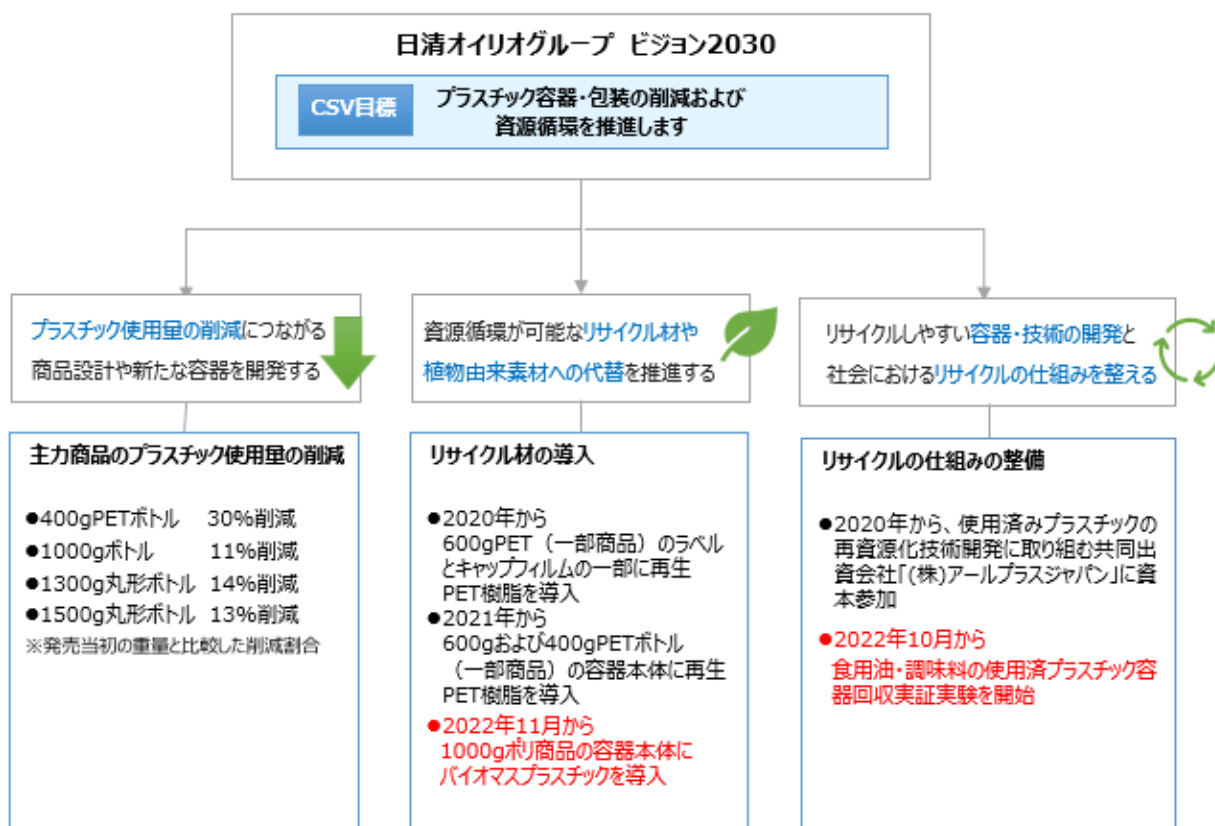 日清オイリオグループ ビジョン2030
CSV目標
プラスチック容器・包装の削減および
資源循環を推進します
プラスチック使用量の削減につながる
商品設計や新たな容器を開発する
資源循環が可能なリサイクル材や
植物由来素材への代替を推進する
リサイクルしやすい容器・技術の開発と
社会におけるリサイクルの仕組みを整える
主力商品のプラスチック使用量の削減
●400gPETボトル 30%削減
●1000gボトル 11%削減
●1300g丸形ボトル 14%削減
●1500g丸形ボトル 13%削減
※発売当初の重量と比較した削減割合
リサイクル材の導入
●2020年から
600gPET（一部商品）のラベル
とキャップフィルムの一部に再生
PET樹脂を導入
●2021年から
600gおよび400gPETボトル
（一部商品）の容器本体に再生
PET樹脂を導入
●2022年11月から
1000gポリ商品の容器本体に
バイオマスプラスチックを導入
リサイクルの仕組みの整備
●2020年から、使用済みプラスチックの
再資源化技術開発に取り組む共同出
資会社「(株)アールプラスジャパン」に資
本参加
●2022年10月から
食用油・調味料の使用済プラスチック容
器回収実証実験を開始